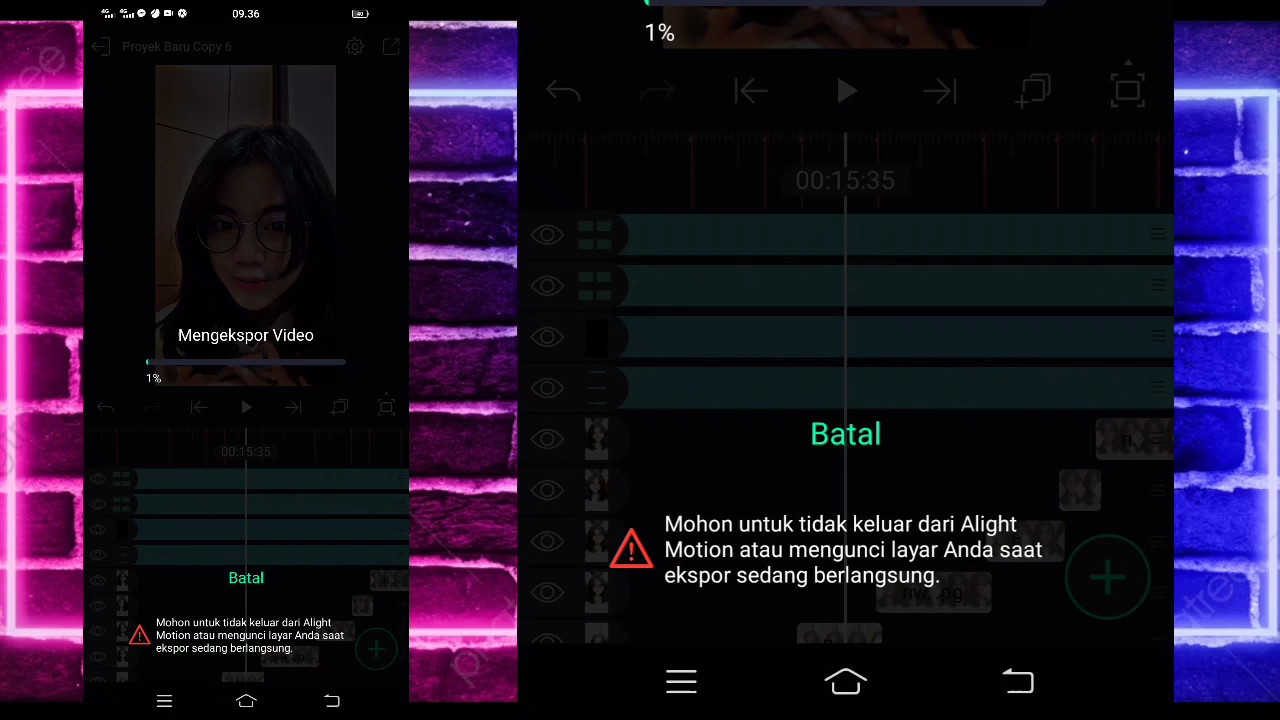 09.36
Proyek Baru Copy 6
Mengekspor Video
1%
00:15:35
Batal
Mohon untuk tidak keluar dari Alight
Motion atau mengunci layar Anda saat
ekspor sedang berlangsung.
1%
00:15:35
Batal
Mohon untuk tidak keluar dari Alight
Motion atau mengunci layar Anda saat
ekspor sedang berlangsung.